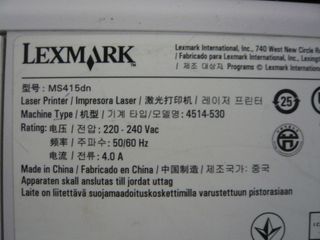 LEXMARK
Lexmark International, Inc., 740 West New Circle R
/ Fabricado para Lexmark International, Inc., Lexingt
/ 제조 대상자 Programs © Lexmark International, Inc
型号: MS415dn
Laser Printer / Impresora Laser / 激光打印机 / 레이저 프린터
Machine Type / 机型 / 기계 타입/모델명: 4514-530
Rating: 电压 / 전압: 220 - 240 Vac
频率 / 주파수: 50/60 Hz
电流 / 전류: 4.0 A
Made in China / Fabricado en China / 中国制造 / 제조국가: 중국
Apparaten skall anslutas till jordat uttag
Laite on liitettävä suojamaadoituskoskettimilla varustettuun pistorasiaan
25